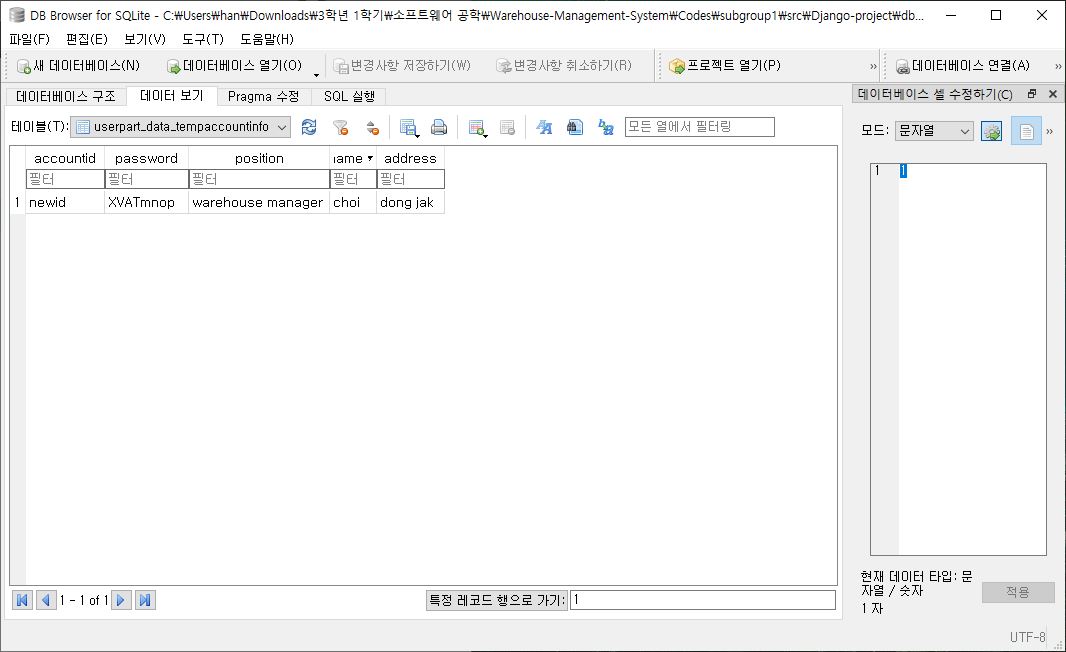 DB Browser for SQLite - C:₩Users₩han₩Downloads₩3학년 1학기₩소프트웨어 공학₩Warehouse-Management-System₩Codes₩subgroup1₩src₩Django-project₩db...
파일(F) 편집(E) 보기(V) 도구(T) 도움말(H)
새 데이터베이스(N) 데이터베이스 열기(O) 변경사항 저장하기(W) 변경사항 취소하기(R) 프로젝트 열기(P) » 데이터베이스 연결(A) »
데이터베이스 구조 데이터 보기 Pragma 수정 SQL 실행
데이터베이스 셀 수정하기(C)
테이블(T): userpart_data_tempaccountinfo 모든 열에서 필터링
모드: 문자열 »
accountid password position name address
필터 필터 필터 필터 필터
1 newid XVATmnop warehouse manager choi dong jak
1 1
1 - 1 of 1 특정 레코드 행으로 가기: 1
현재 데이터 타입: 문
자열 / 숫자
1 자
적용
UTF-8